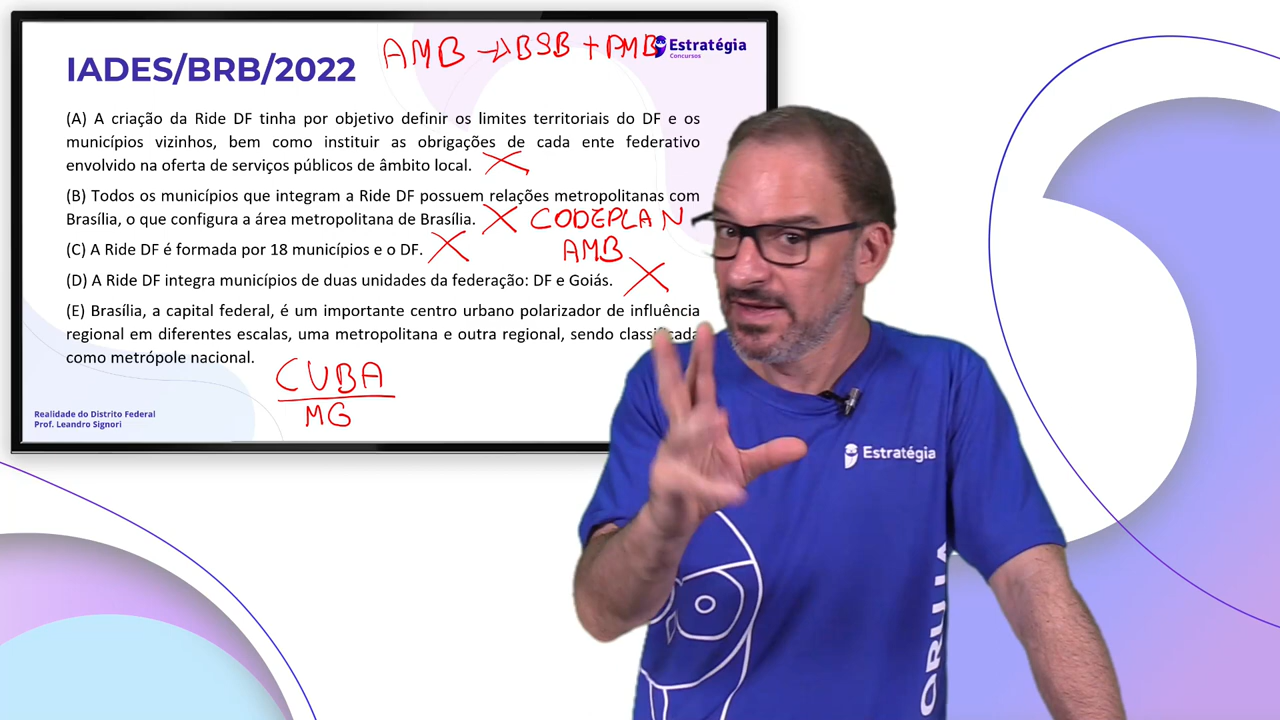 AMB → BSB + PMB
Estratégia
Concursos
IADES/BRB/2022
(A) A criação da Ride DF tinha por objetivo definir os limites territoriais do DF e os
municípios vizinhos, bem como instituir as obrigações de cada ente federativo
envolvido na oferta de serviços públicos de âmbito local.
(B) Todos os municípios que integram a Ride DF possuem relações metropolitanas com
Brasília, o que configura a área metropolitana de Brasília.
CODEPLAN
AMB
(C) A Ride DF é formada por 18 municípios e o DF.
(D) A Ride DF integra municípios de duas unidades da federação: DF e Goiás.
(E) Brasília, a capital federal, é um importante centro urbano polarizador de influência
regional em diferentes escalas, uma metropolitana e outra regional, sendo classificada
como metrópole nacional.
CUBA
MG
Realidade do Distrito Federal
Prof. Leandro Signori
Estratégia
CORUJA